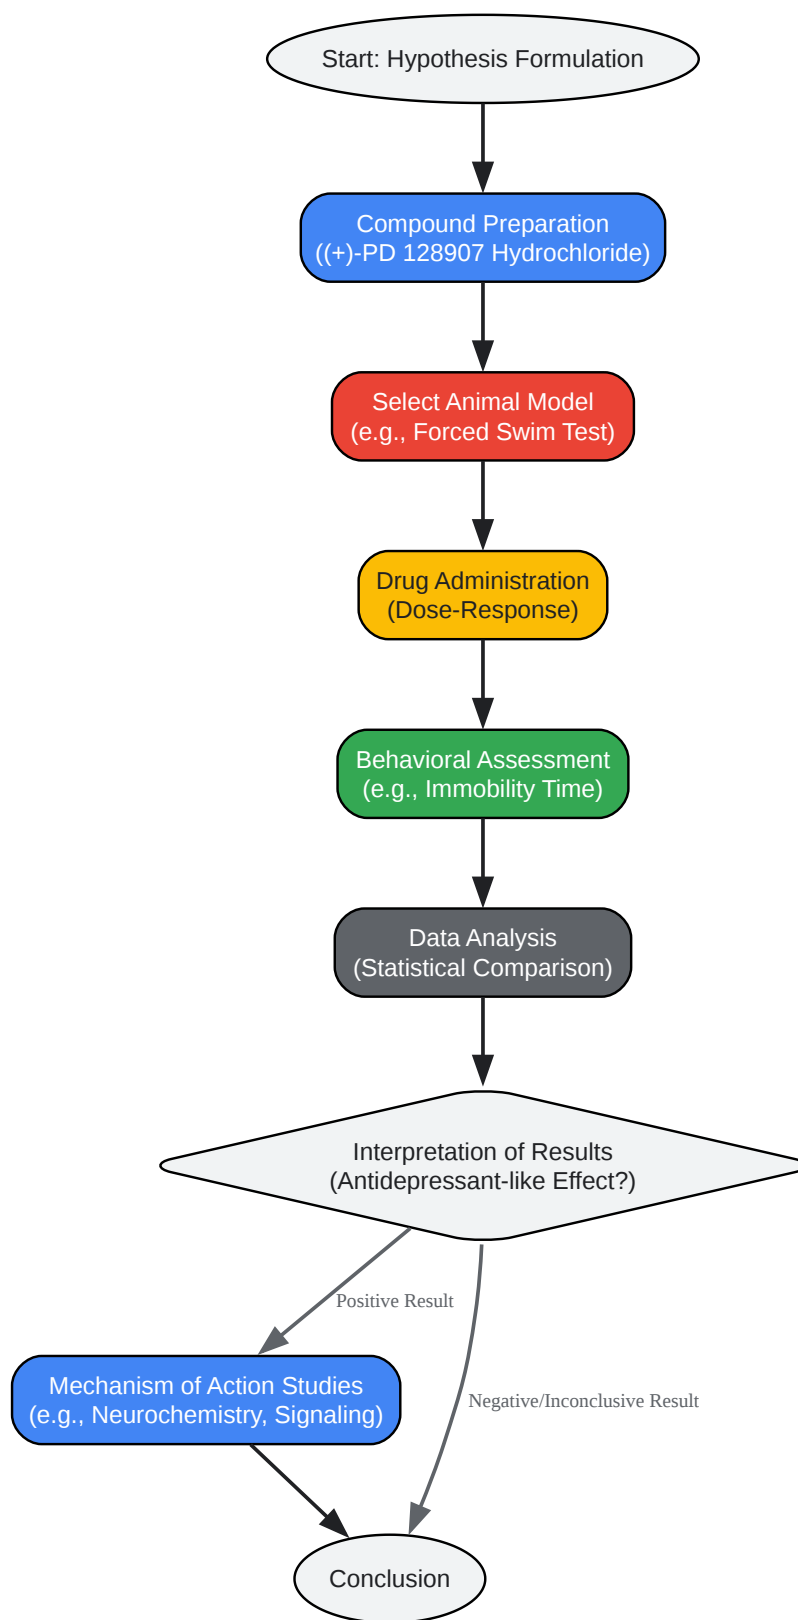 Start: Hypothesis Formulation
Compound Preparation
((+)-PD 128907 Hydrochloride)
Select Animal Model
(e.g., Forced Swim Test)
Drug Administration
(Dose-Response)
Behavioral Assessment
(e.g., Immobility Time)
Data Analysis
(Statistical Comparison)
Interpretation of Results
(Antidepressant-like Effect?)
Positive Result
Mechanism of Action Studies
(e.g., Neurochemistry, Signaling)
Negative/Inconclusive Result
Conclusion